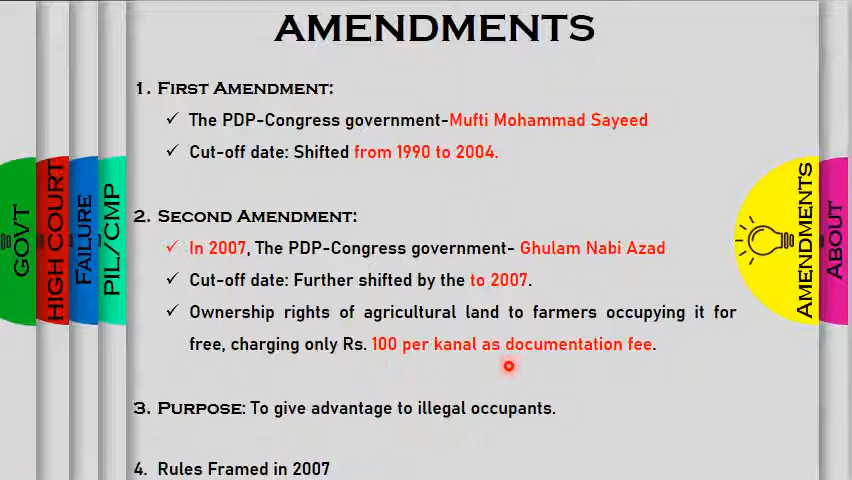 AMENDMENTS
1. FIRST AMENDMENT:
✓ The PDP-Congress government-Mufti Mohammad Sayeed
✓ Cut-off date: Shifted from 1990 to 2004.
2. SECOND AMENDMENT:
✓ In 2007, The PDP-Congress government- Ghulam Nabi Azad
✓ Cut-off date: Further shifted by the to 2007.
✓ Ownership rights of agricultural land to farmers occupying it for
free, charging only Rs. 100 per kanal as documentation fee.
3. PURPOSE: To give advantage to illegal occupants.
4. Rules Framed in 2007
GOVT
HIGH COURT
FAILURE
PIL/CMP
AMENDMENTS
ABOUT